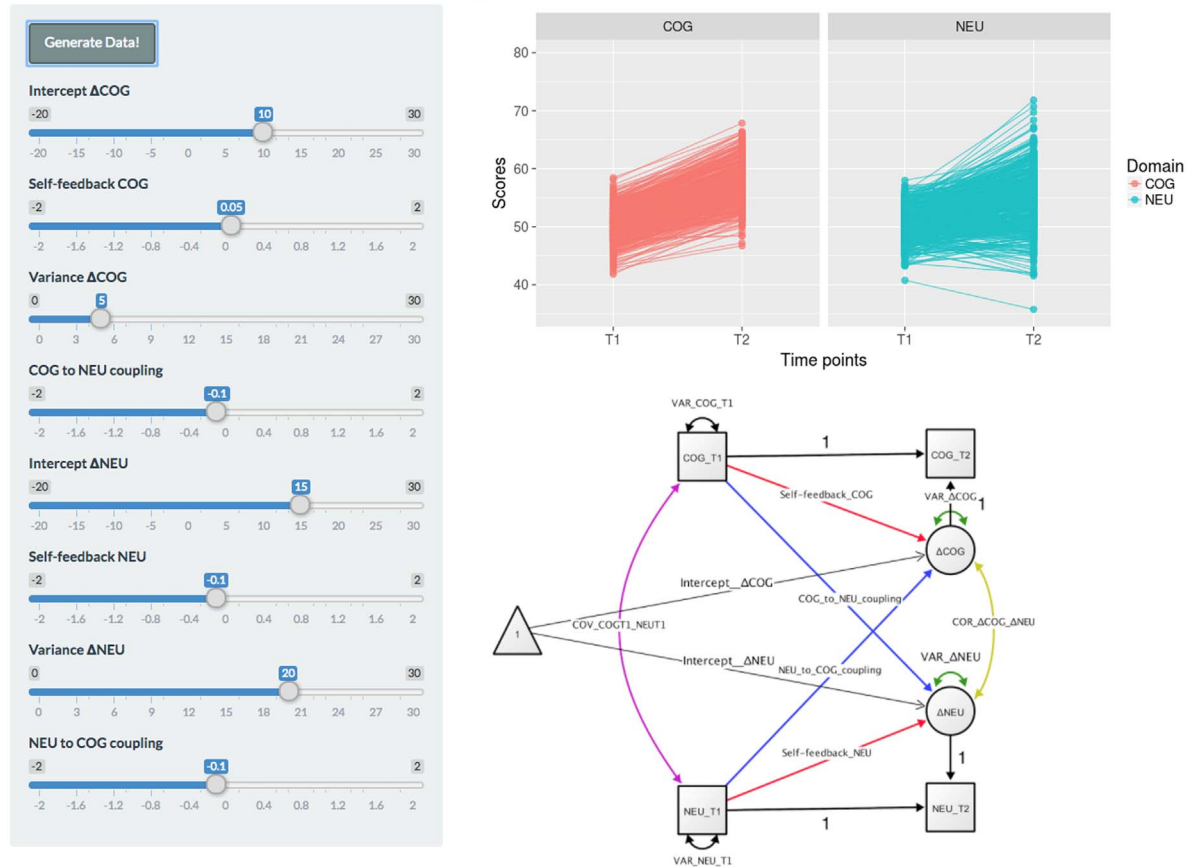 Generate Data!
Intercept ΔCOG
-20 10 30
-20 -15 -10 -5 0 5 10 15 20 25 30
Self-feedback COG
-2 0.05 2
-2 -1.6 -1.2 -0.8 -0.4 0 0.4 0.8 1.2 1.6 2
Variance ΔCOG
0 5 30
0 3 6 9 12 15 18 21 24 27 30
COG to NEU coupling
-2 -0.1 2
-2 -1.6 -1.2 -0.8 -0.4 0 0.4 0.8 1.2 1.6 2
Intercept ΔNEU
-20 15 30
-20 -15 -10 -5 0 5 10 15 20 25 30
Self-feedback NEU
-2 -0.1 2
-2 -1.6 -1.2 -0.8 -0.4 0 0.4 0.8 1.2 1.6 2
Variance ΔNEU
0 20 30
0 3 6 9 12 15 18 21 24 27 30
NEU to COG coupling
-2 -0.1 2
-2 -1.6 -1.2 -0.8 -0.4 0 0.4 0.8 1.2 1.6 2
COG NEU
80
70
60
50
40
Scores
T1 T2 T1 T2
Time points
Domain
COG
NEU
VAR_COG_T1
COG_T1
1
COG_T2
Self-feedback_COG
VAR_ΔCOG
1
ΔCOG
Intercept__ΔCOG
COG_to_NEU_coupling
1
COV_COGT1_NEUT1
COR_ΔCOG_ΔNEU
Intercept__ΔNEU
NEU_to_COG_coupling
VAR_ΔNEU
ΔNEU
Self-feedback_NEU
1
NEU_T1
1
NEU_T2
VAR_NEU_T1